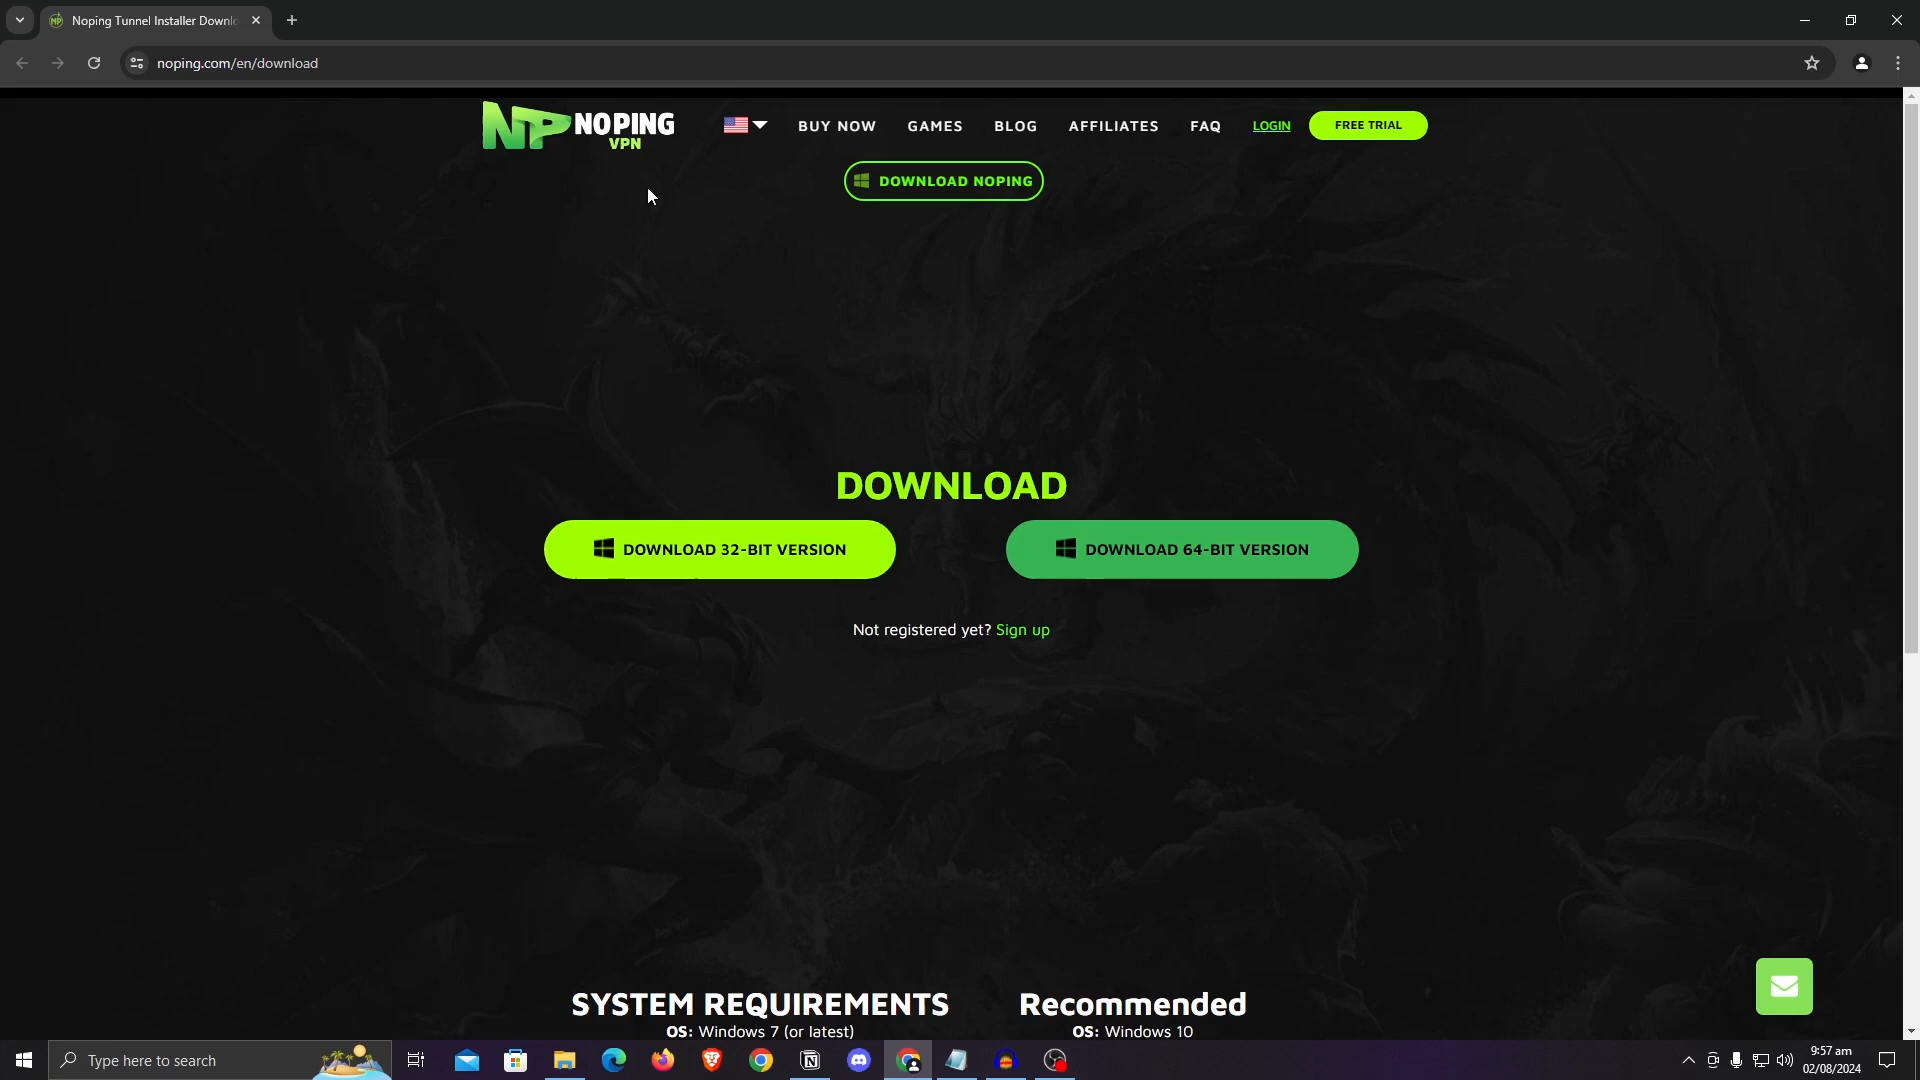 Noping Tunnel Installer Downlo
noping.com/en/download
NP NOPING
VPN
BUY NOW
GAMES
BLOG
AFFILIATES
FAQ
LOGIN
FREE TRIAL
DOWNLOAD NOPING
DOWNLOAD
DOWNLOAD 32-BIT VERSION
DOWNLOAD 64-BIT VERSION
Not registered yet? Sign up
SYSTEM REQUIREMENTS
OS: Windows 7 (or latest)
Recommended
OS: Windows 10
Type here to search
9:57 am
02/08/2024